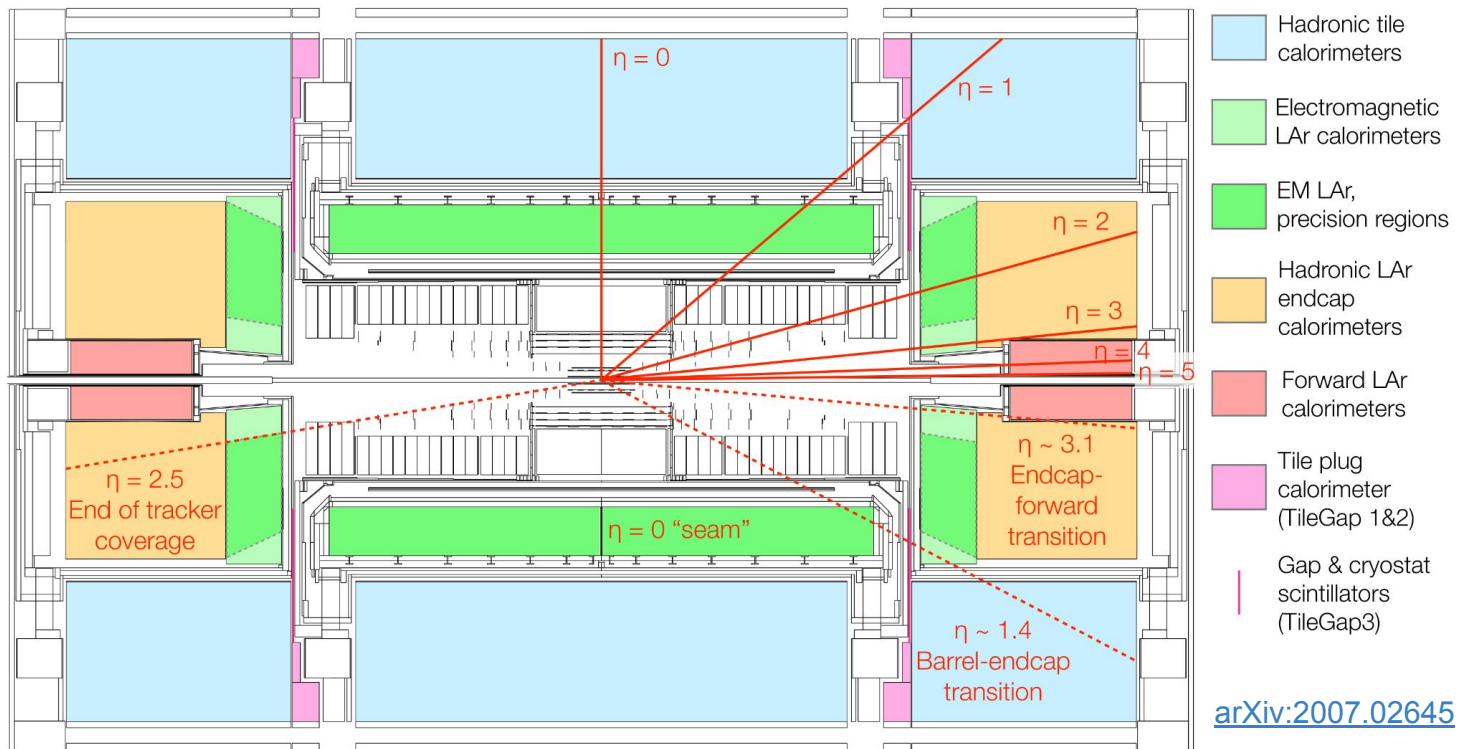 η = 0
η = 1
η = 2
η = 3
η = 4
η = 5
η = 2.5
End of tracker
coverage
η = 0 “seam”
η ~ 3.1
Endcap-
forward
transition
η ~ 1.4
Barrel-endcap
transition
Hadronic tile
calorimeters
Electromagnetic
LAr calorimeters
EM LAr,
precision regions
Hadronic LAr
endcap
calorimeters
Forward LAr
calorimeters
Tile plug
calorimeter
(TileGap 1&2)
Gap & cryostat
scintillators
(TileGap3)
arXiv:2007.02645